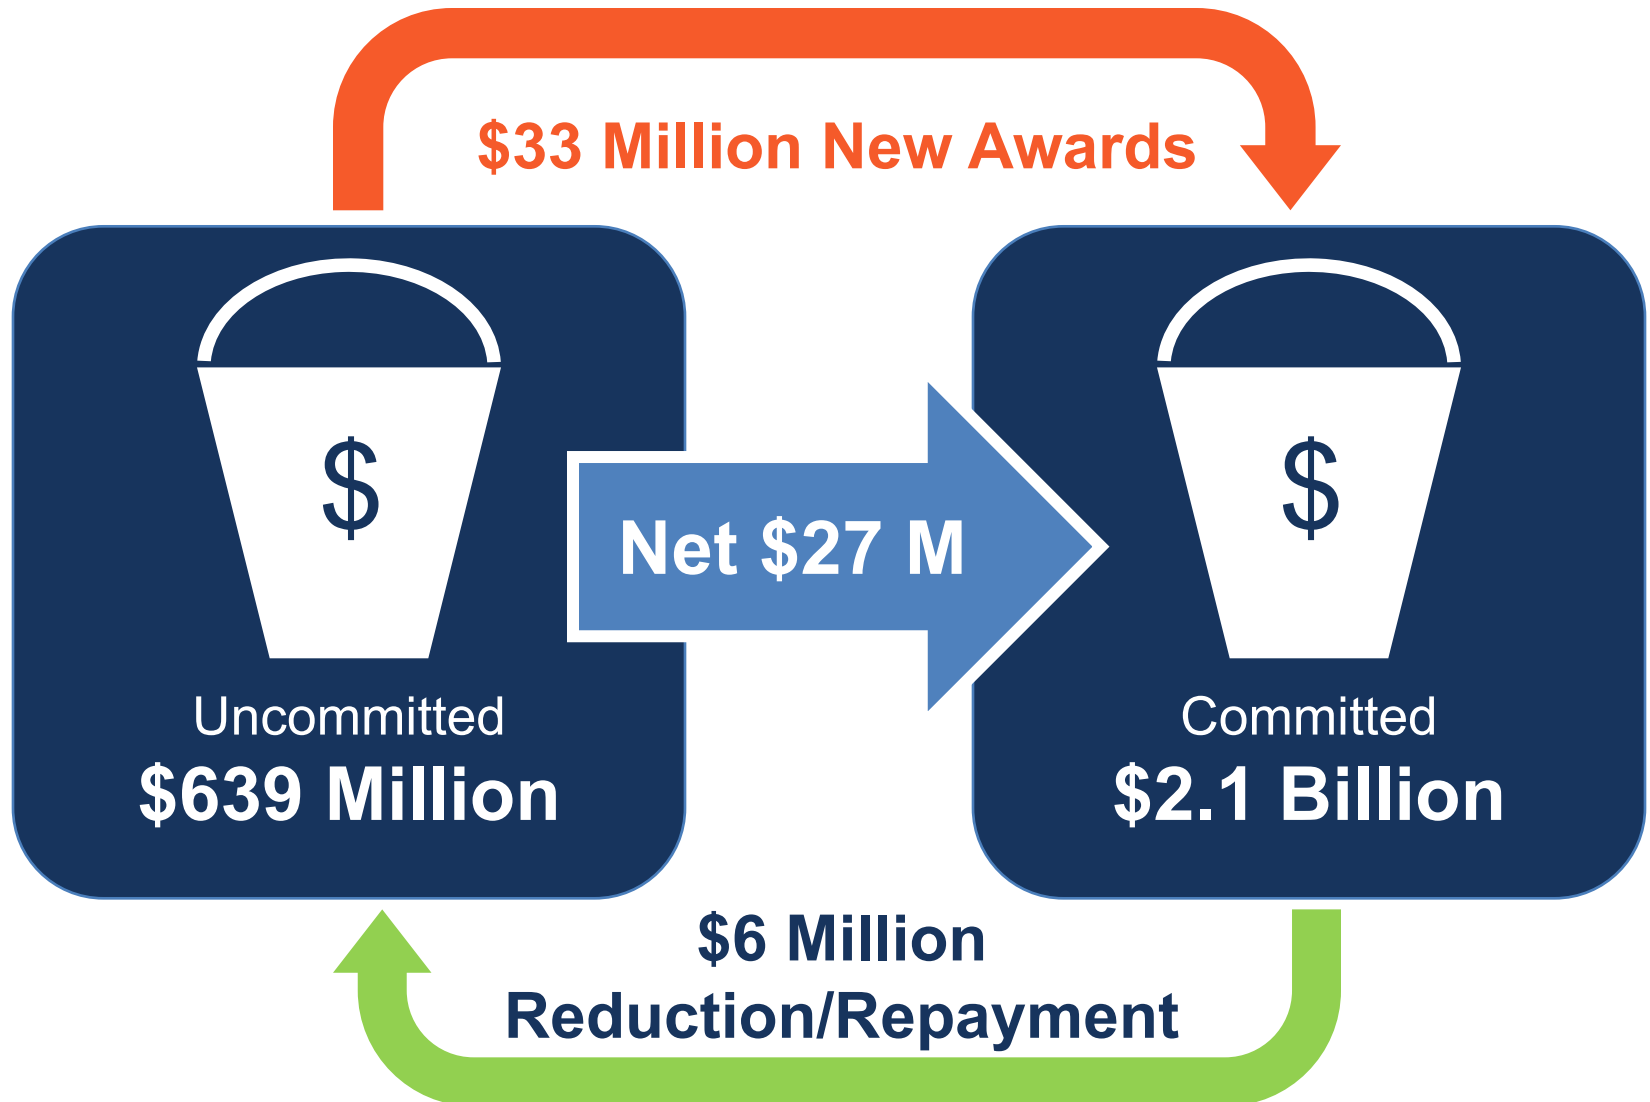 $33 Million New Awards
$
$
Net $27 M
Uncommitted
$639 Million
Committed
$2.1 Billion
$6 Million
Reduction/Repayment